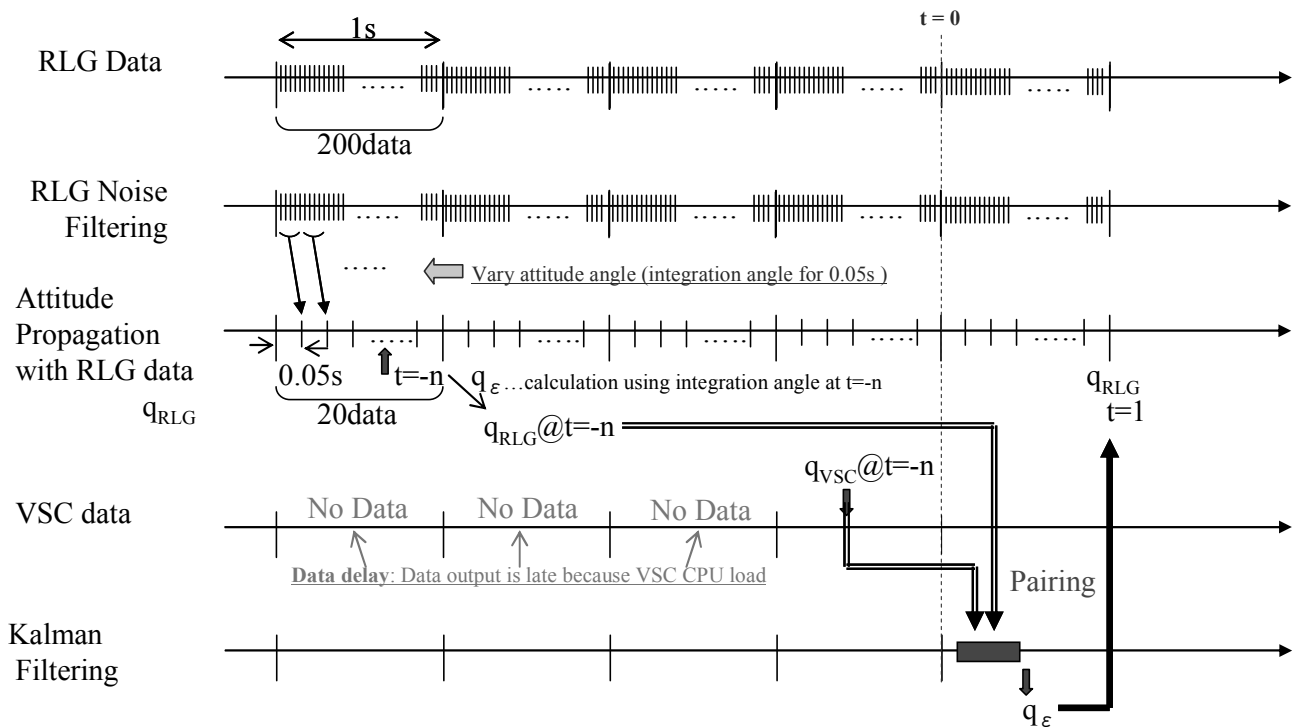 t = 0
1s
RLG Data
.....
.....
.....
.....
.....
200data
RLG Noise
Filtering
.....
.....
.....
.....
.....
.....
Vary attitude angle (integration angle for 0.05s )
Attitude
Propagation
with RLG data
qRLG
.....
.....
.....
.....
.....
0.05s
t=-n
qε…calculation using integration angle at t=-n
qRLG
t=1
20data
qRLG@t=-n
qVSC@t=-n
VSC data
No Data
No Data
No Data
Data delay: Data output is late because VSC CPU load
Pairing
Kalman
Filtering
qε